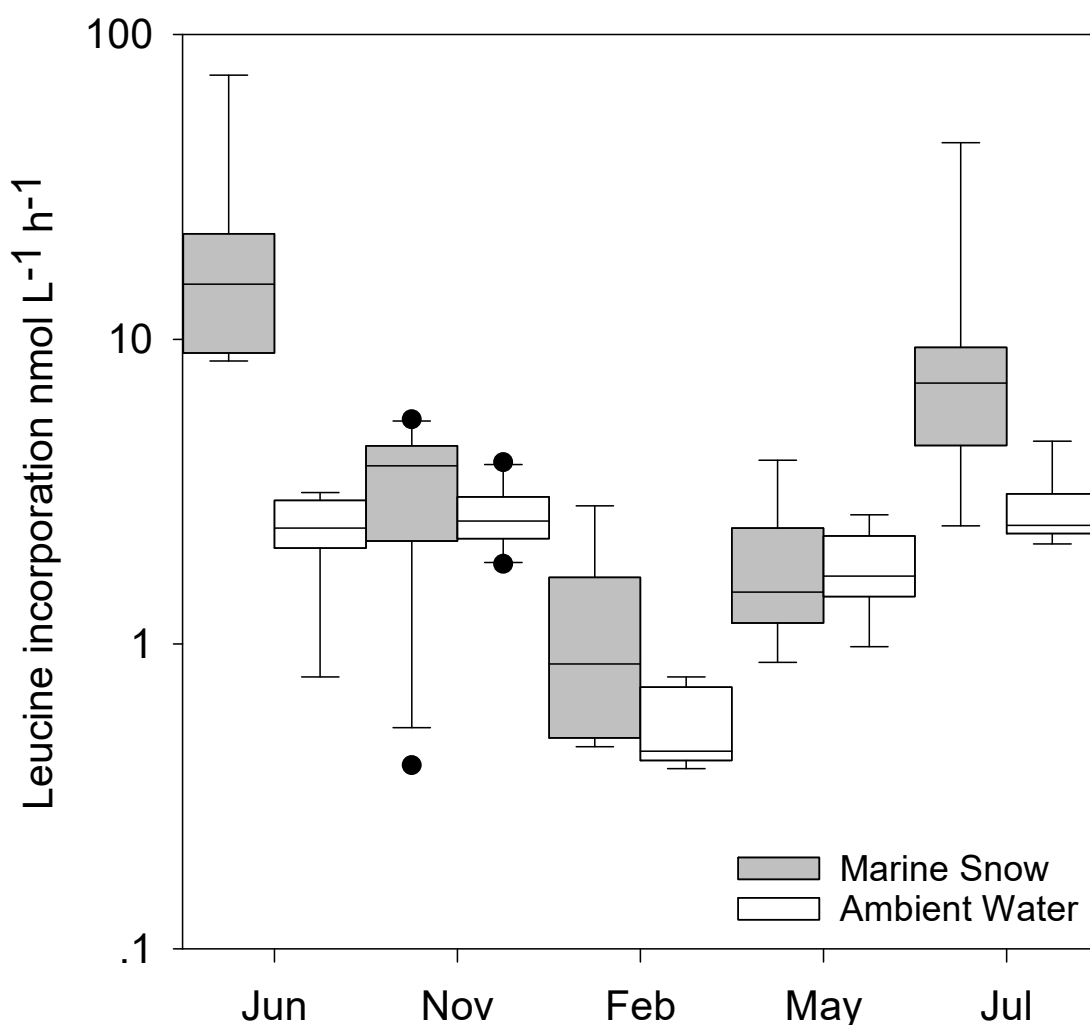 100
10
1
.1
Leucine incorporation nmol L-1 h-1
Marine Snow
Ambient Water
Jun Nov Feb May Jul